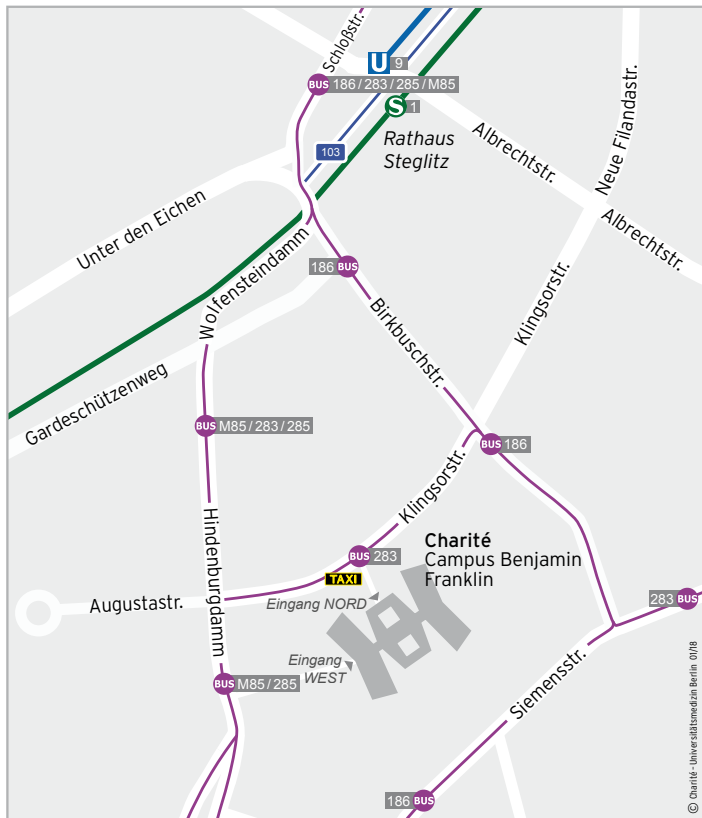 Schloßstr.
U 9
BUS 186 / 283 / 285 / M85
S 1
Rathaus
Steglitz
103
Albrechtstr.
Neue Filandastr.
Albrechtstr.
Unter den Eichen
Wolfensteindamm
186 BUS
Klingsorstr.
Birkbuschstr.
Gardeschützenweg
BUS M85 / 283 / 285
BUS 186
Klingsorstr.
Hindenburgdamm
Charité
Campus Benjamin
Franklin
BUS 283
TAXI
Eingang NORD
Augustastr.
283 BUS
Eingang
WEST
BUS M85 / 285
Siemensstr.
186 BUS
© Charité - Universitätsmedizin Berlin 01/18